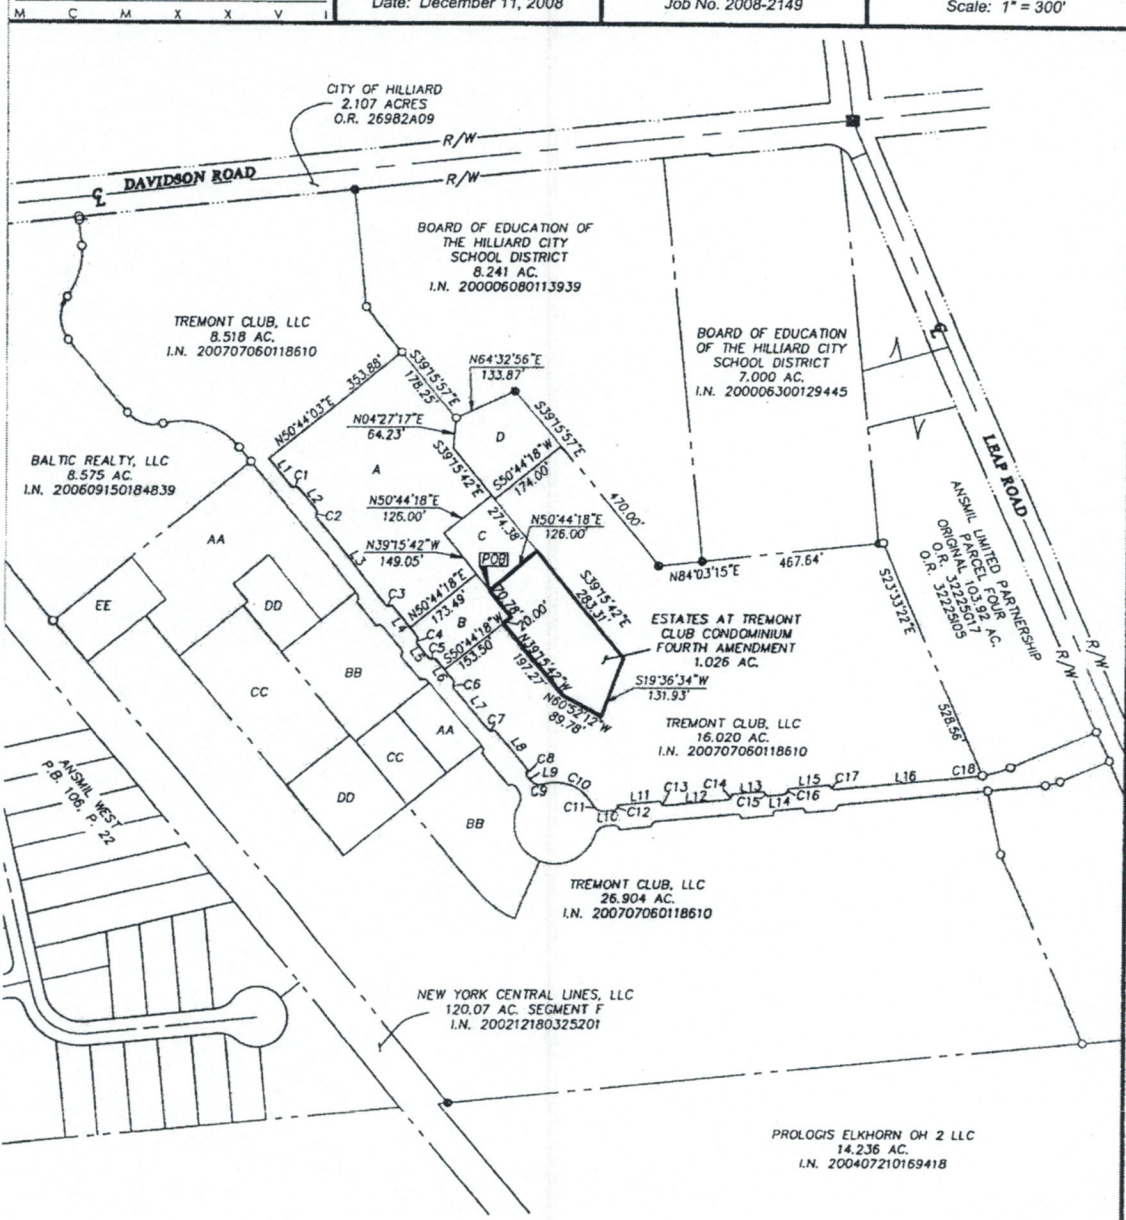 M C M X X V I
Date: December 11, 2008
Job No. 2008-2149
Scale: 1" = 300'
CITY OF HILLIARD
2.107 ACRES
O.R. 26982A09
R/W
DAVIDSON ROAD
R/W
BOARD OF EDUCATION OF
THE HILLIARD CITY
SCHOOL DISTRICT
8.241 AC.
I.N. 200006080113939
TREMONT CLUB, LLC
8.518 AC.
I.N. 200707060118610
BOARD OF EDUCATION
OF THE HILLIARD CITY
SCHOOL DISTRICT
7.000 AC.
I.N. 200006300129445
LEAP ROAD
N50°44'03"E 353.88'
S39°15'57"E
178.25'
N64°32'56"E
133.87'
N04°27'17"E
64.23'
D
S39°15'57"E
470.00'
BALTIC REALTY, LLC
8.575 AC.
I.N. 200609150184839
L1
C1
L2
C2
A
S39°15'42"E
274.38'
S50°44'18"W
174.00'
N50°44'18"E
126.00'
C
N50°44'18"E
126.00'
ANSMIL LIMITED PARTNERSHIP
PARCEL FOUR
ORIGINAL 103.92 AC.
O.R. 32225G17
O.R. 32225I05
AA
L3
N39°15'42"W
149.05'
POB
N84°03'15"E 467.64'
S23°33'22"E
528.56'
S39°15'42"E
283.31'
EE
DD
C3
L4
N50°44'18"E
173.49'
B
70.78'
20.00'
C4
C5
L5
S50°44'18"W
153.50'
N39°15'42"W
197.27'
ESTATES AT TREMONT
CLUB CONDOMINIUM
FOURTH AMENDMENT
1.026 AC.
R/W
R/W
L6
C6
S19°36'34"W
131.93'
N60°52'12"W
89.78'
CC
BB
L7
C7
TREMONT CLUB, LLC
16.020 AC.
I.N. 200707060118610
AA
L8
CC
C8
L9
C9
C10
C11
L10
L11
C12
C13
L12
C14
L13
C15
L14
L15
C16
C17
L16
C18
ANSMIL WEST
P.B. 106, P. 22
DD
BB
TREMONT CLUB, LLC
26.904 AC.
I.N. 200707060118610
NEW YORK CENTRAL LINES, LLC
120.07 AC. SEGMENT F
I.N. 200212180325201
PROLOGIS ELKHORN OH 2 LLC
14.236 AC.
I.N. 200407210169418